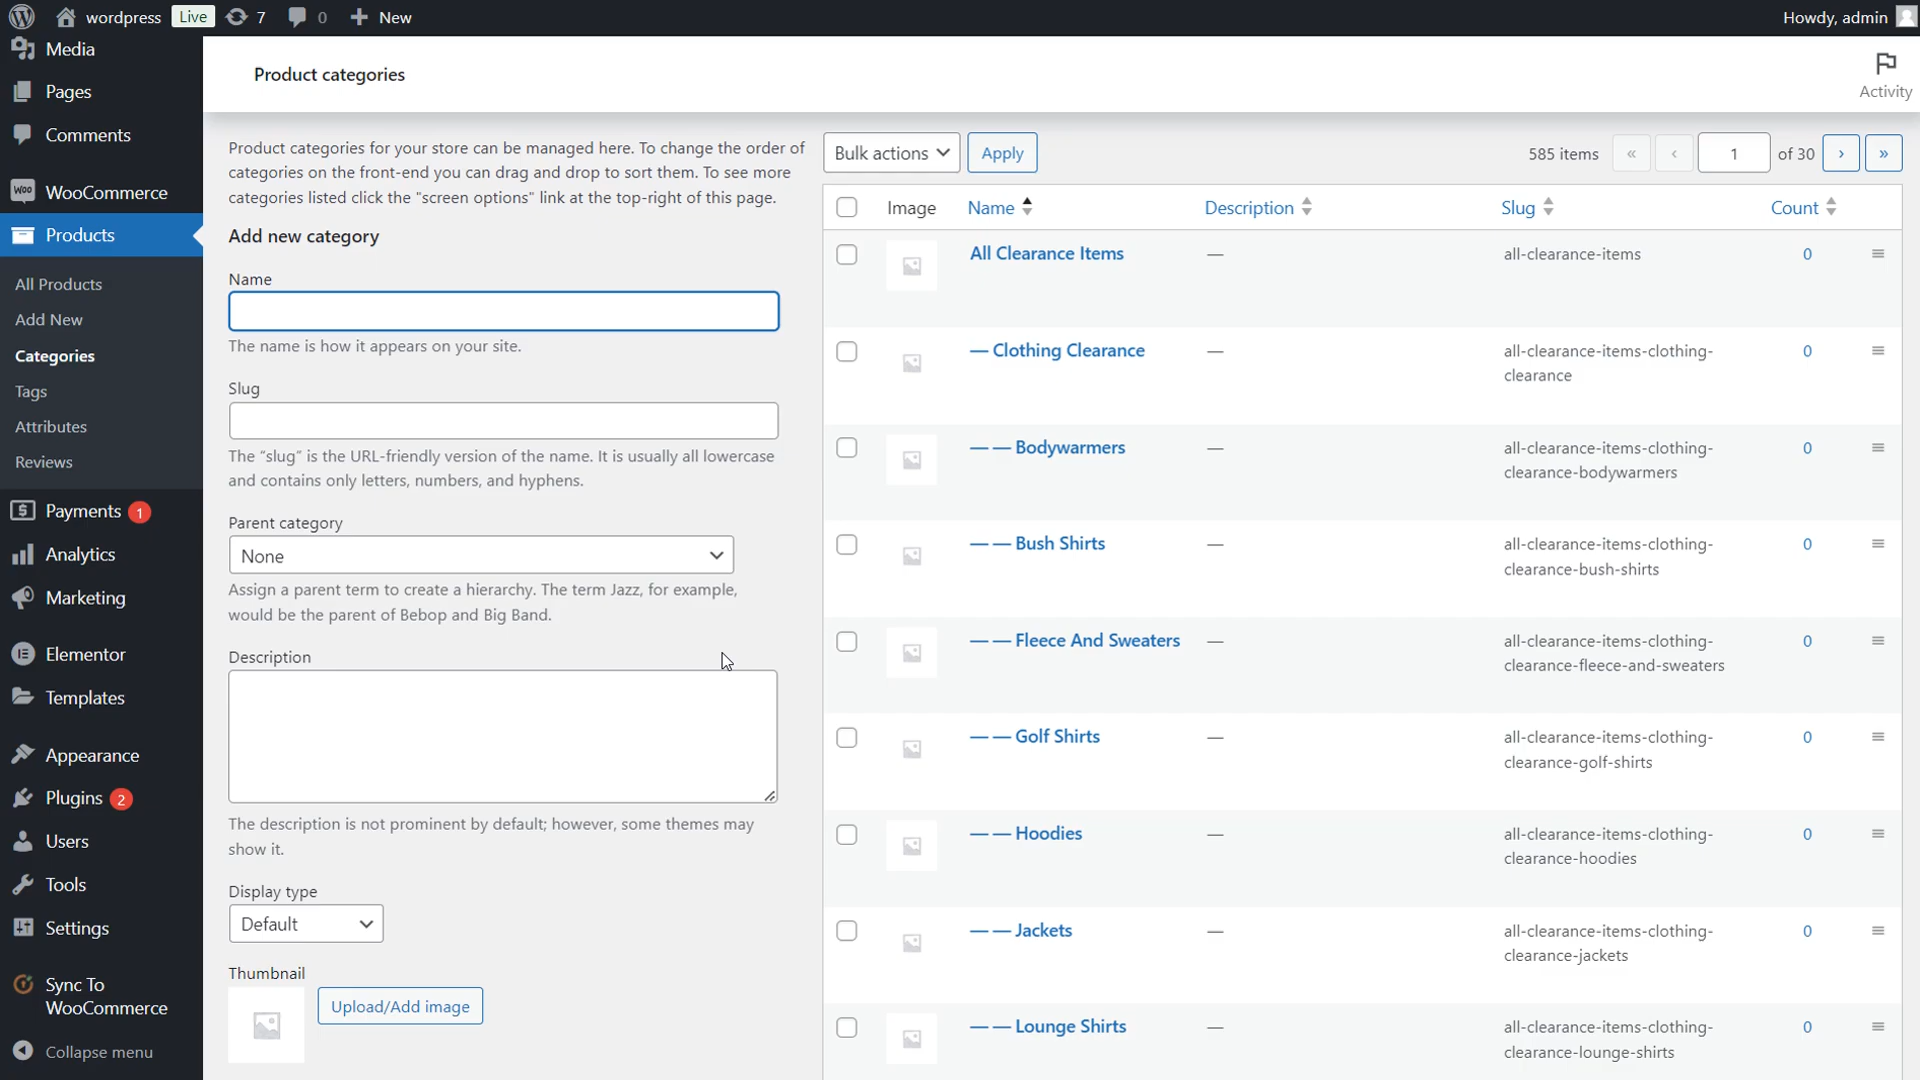 wordpress Live 7 0 + New Howdy, admin
Media
Pages
Comments
WooCommerce
Products
All Products
Add New
Categories
Tags
Attributes
Reviews
Payments 1
Analytics
Marketing
Elementor
Templates
Appearance
Plugins 2
Users
Tools
Settings
Sync To
WooCommerce
Collapse menu
Product categories
Activity
Product categories for your store can be managed here. To change the order of
categories on the front-end you can drag and drop to sort them. To see more
categories listed click the "screen options" link at the top-right of this page.
Add new category
Name
The name is how it appears on your site.
Slug
The “slug” is the URL-friendly version of the name. It is usually all lowercase
and contains only letters, numbers, and hyphens.
Parent category
None
Assign a parent term to create a hierarchy. The term Jazz, for example,
would be the parent of Bebop and Big Band.
Description
The description is not prominent by default; however, some themes may
show it.
Display type
Default
Thumbnail
Upload/Add image
Bulk actions Apply 585 items « ‹ 1 of 30 › »
Image Name Description Slug Count
All Clearance Items — all-clearance-items 0
— Clothing Clearance — all-clearance-items-clothing- 0
clearance
— — Bodywarmers — all-clearance-items-clothing- 0
clearance-bodywarmers
— — Bush Shirts — all-clearance-items-clothing- 0
clearance-bush-shirts
— — Fleece And Sweaters — all-clearance-items-clothing- 0
clearance-fleece-and-sweaters
— — Golf Shirts — all-clearance-items-clothing- 0
clearance-golf-shirts
— — Hoodies — all-clearance-items-clothing- 0
clearance-hoodies
— — Jackets — all-clearance-items-clothing- 0
clearance-jackets
— — Lounge Shirts — all-clearance-items-clothing- 0
clearance-lounge-shirts